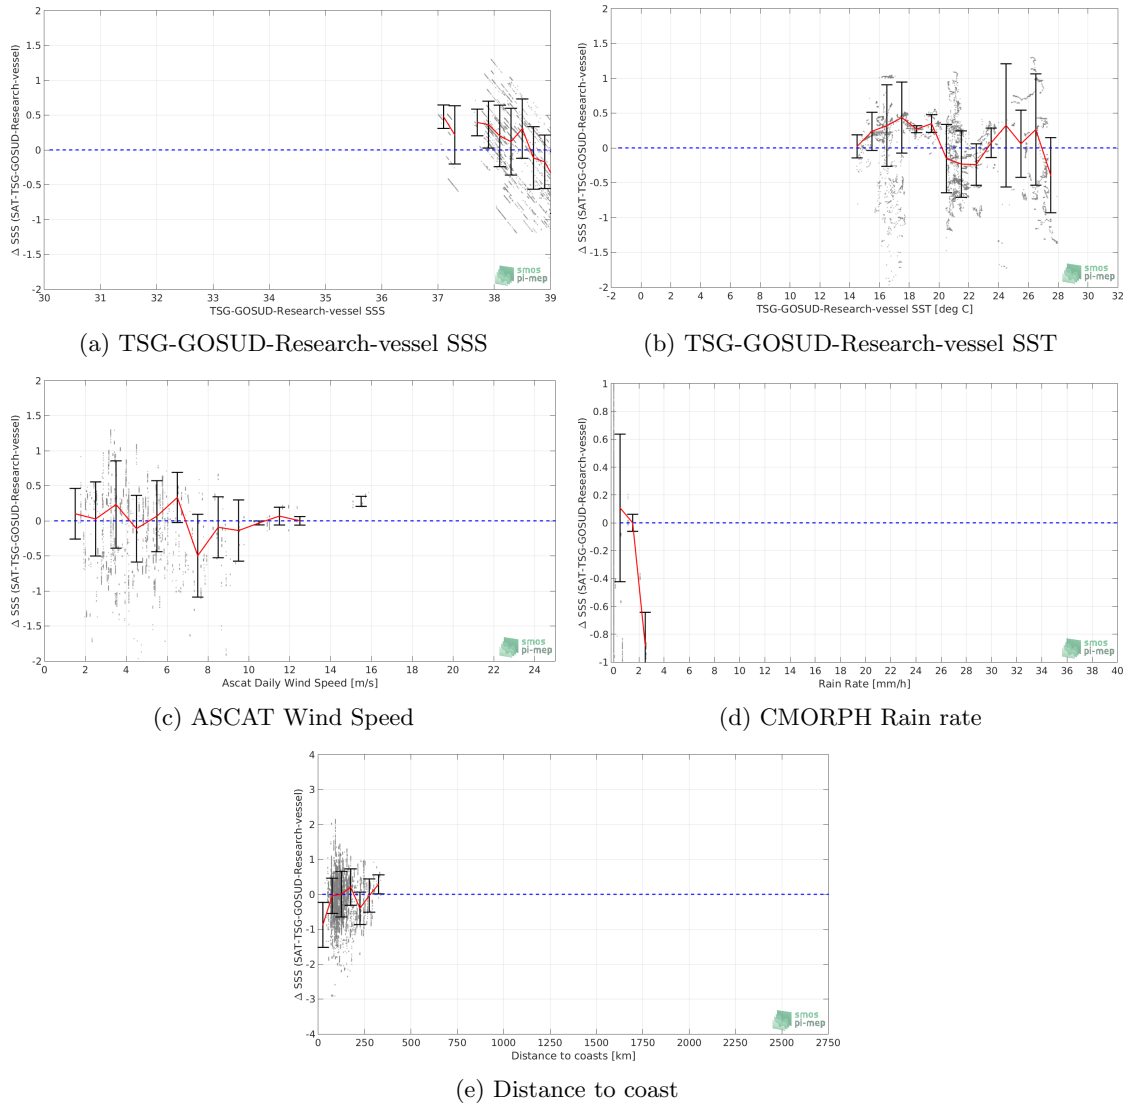 Δ SSS (SAT-TSG-GOSUD-Research-vessel)
2
1.5
1
0.5
0
-0.5
-1
-1.5
-2
30 31 32 33 34 35 36 37 38 39
TSG-GOSUD-Research-vessel SSS
smos
pi-mep
(a) TSG-GOSUD-Research-vessel SSS
Δ SSS (SAT-TSG-GOSUD-Research-vessel)
2
1.5
1
0.5
0
-0.5
-1
-1.5
-2
-2 0 2 4 6 8 10 12 14 16 18 20 22 24 26 28 30 32
TSG-GOSUD-Research-vessel SST [deg C]
smos
pi-mep
(b) TSG-GOSUD-Research-vessel SST
Δ SSS (SAT-TSG-GOSUD-Research-vessel)
2
1.5
1
0.5
0
-0.5
-1
-1.5
-2
2 4 6 8 10 12 14 16 18 20 22 24
Ascat Daily Wind Speed [m/s]
smos
pi-mep
(c) ASCAT Wind Speed
Δ SSS (SAT-TSG-GOSUD-Research-vessel)
1
0.8
0.6
0.4
0.2
0
-0.2
-0.4
-0.6
-0.8
-1
0 2 4 6 8 10 12 14 16 18 20 22 24 26 28 30 32 34 36 38 40
Rain Rate [mm/h]
smos
pi-mep
(d) CMORPH Rain rate
Δ SSS (SAT-TSG-GOSUD-Research-vessel)
4
3
2
1
0
-1
-2
-3
-4
0 250 500 750 1000 1250 1500 1750 2000 2250 2500 2750
Distance to coasts [km]
smos
pi-mep
(e) Distance to coast